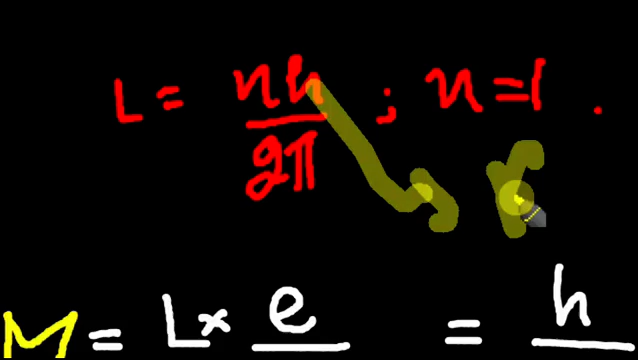 L = nh / 2π ; n = 1 .
M = L × e = h